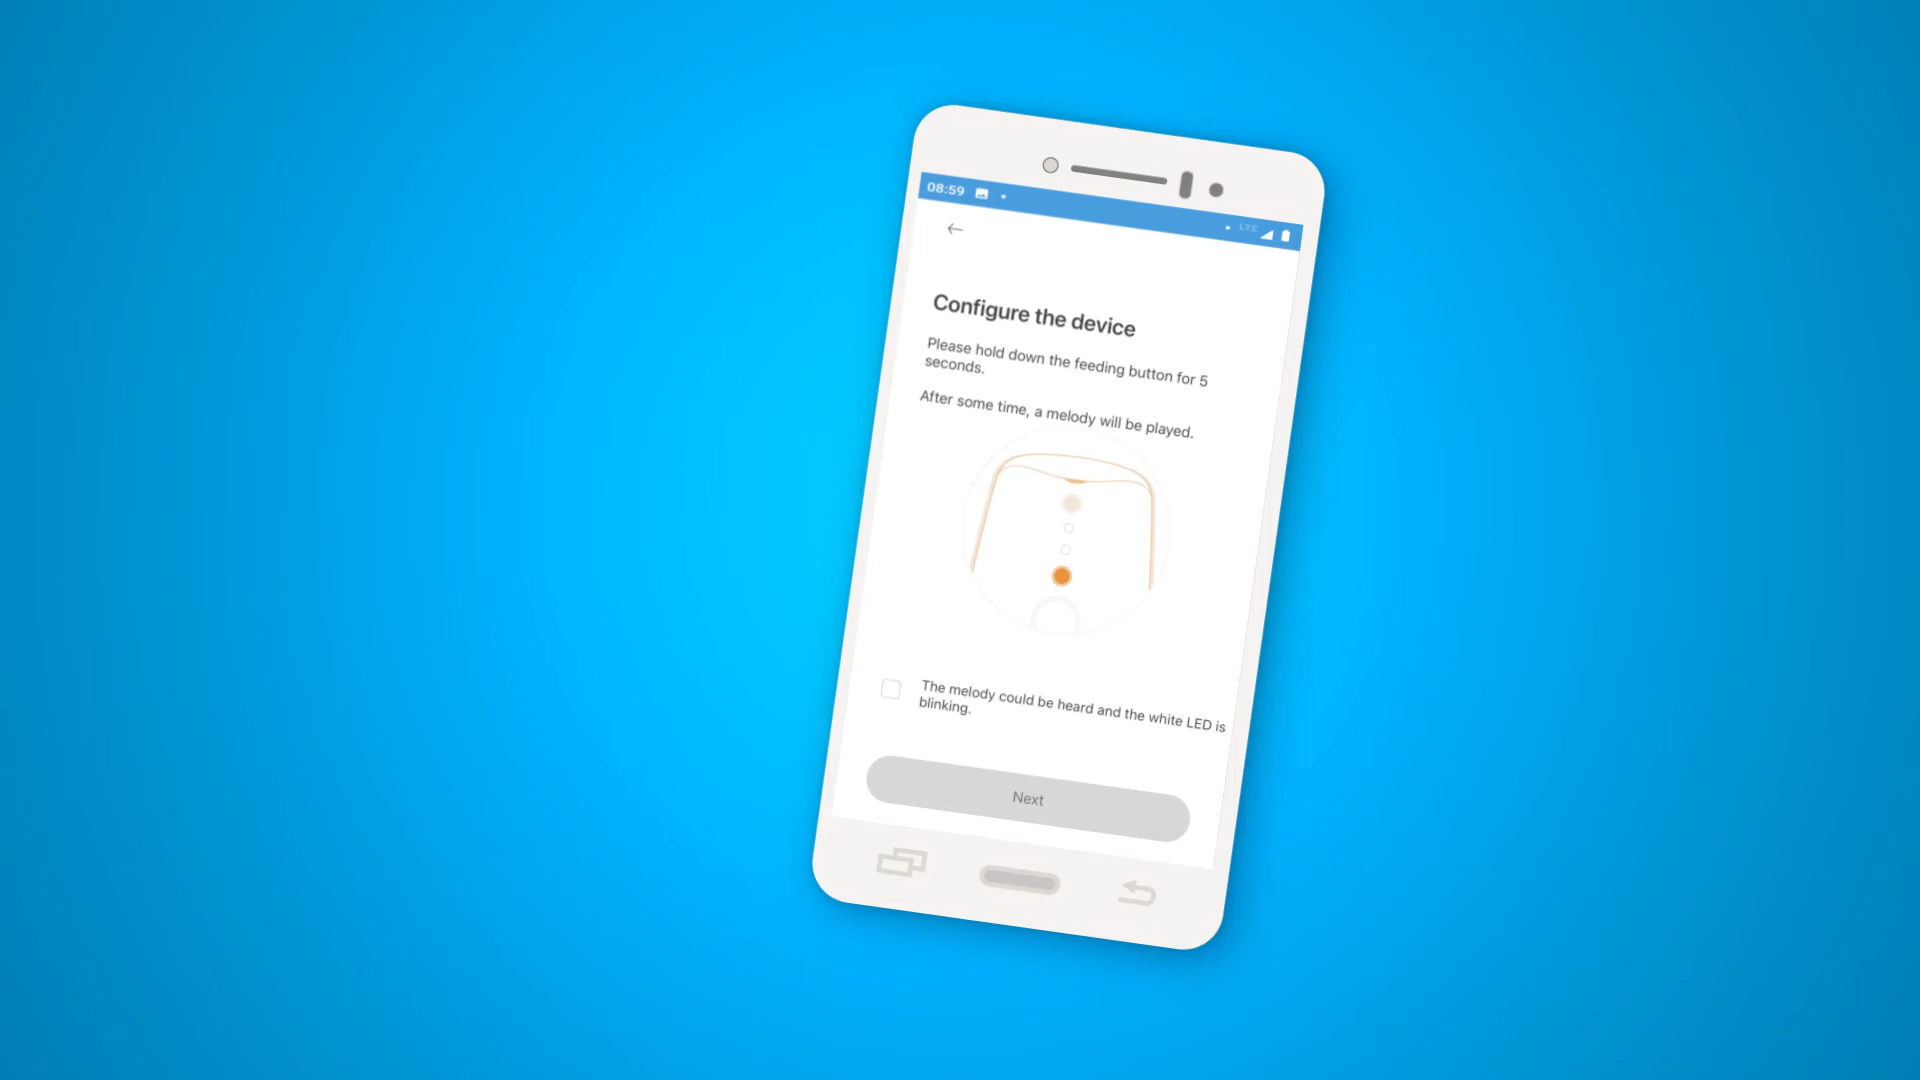 08:59
LTE
Configure the device
Please hold down the feeding button for 5
seconds.
After some time, a melody will be played.
The melody could be heard and the white LED is
blinking.
Next